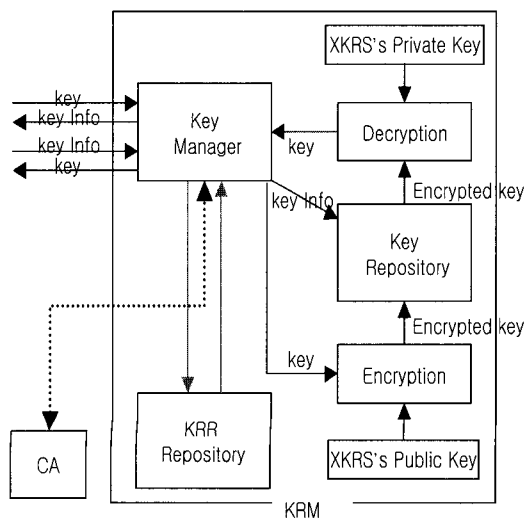 XKRS's Private Key
key
key Info
key Info
key
Key
Manager
key
Decryption
Encrypted key
key Info
Key
Repository
Encrypted key
key
Encryption
KRR
Repository
CA
XKRS's Public Key
KRM